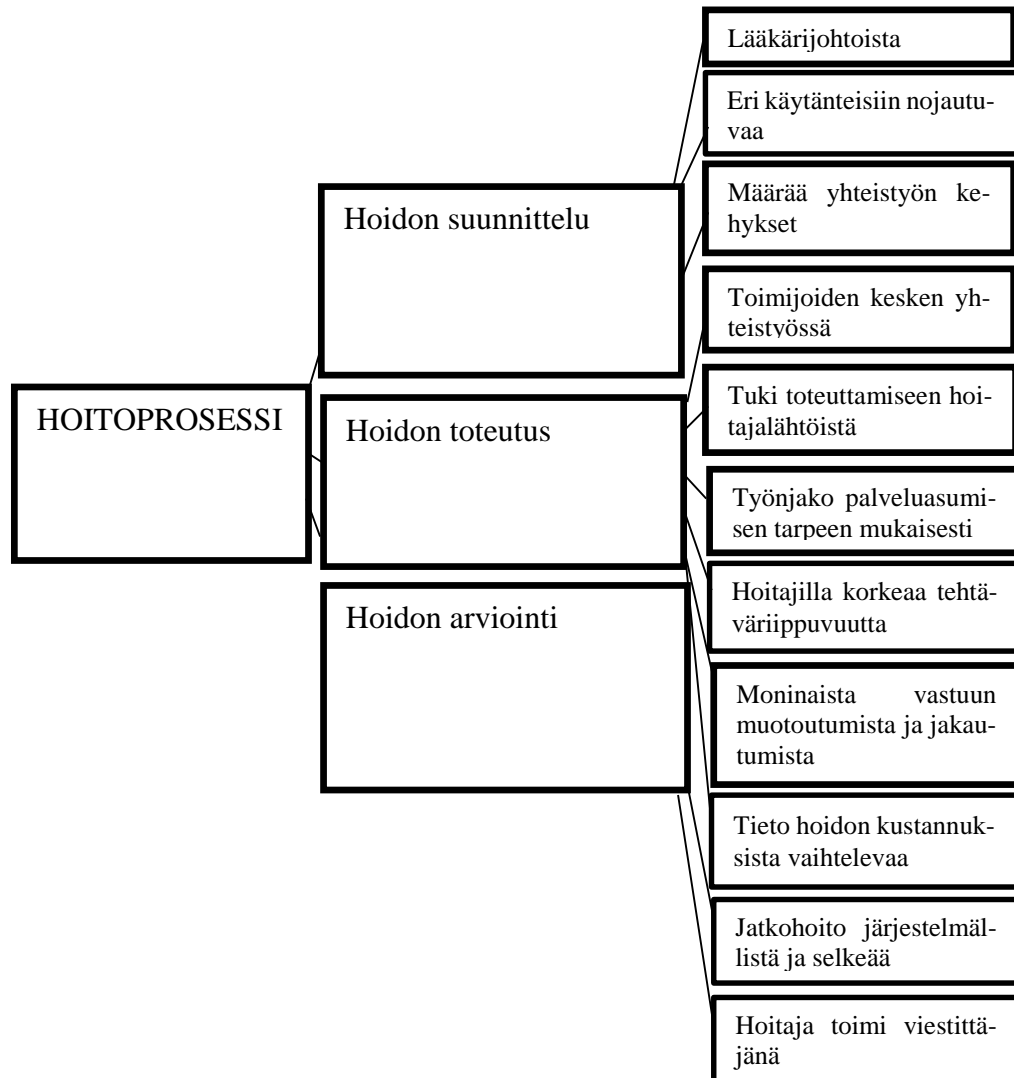 HOITOPROSESSI
Hoidon suunnittelu
Hoidon toteutus
Hoidon arviointi
Lääkärijohtoista
Eri käytänteisiin nojautu-
vaa
Määrää yhteistyön ke-
hykset
Toimijoiden kesken yh-
teistyössä
Tuki toteuttamiseen hoi-
tajalähtöistä
Työnjako palveluasumi-
sen tarpeen mukaisesti
Hoitajilla korkeaa tehtä-
väriippuvuutta
Moninaista vastuun
muotoutumista ja jakau-
tumista
Tieto hoidon kustannuk-
sista vaihtelevaa
Jatkohoito järjestelmäl-
listä ja selkeää
Hoitaja toimi viestittä-
jänä